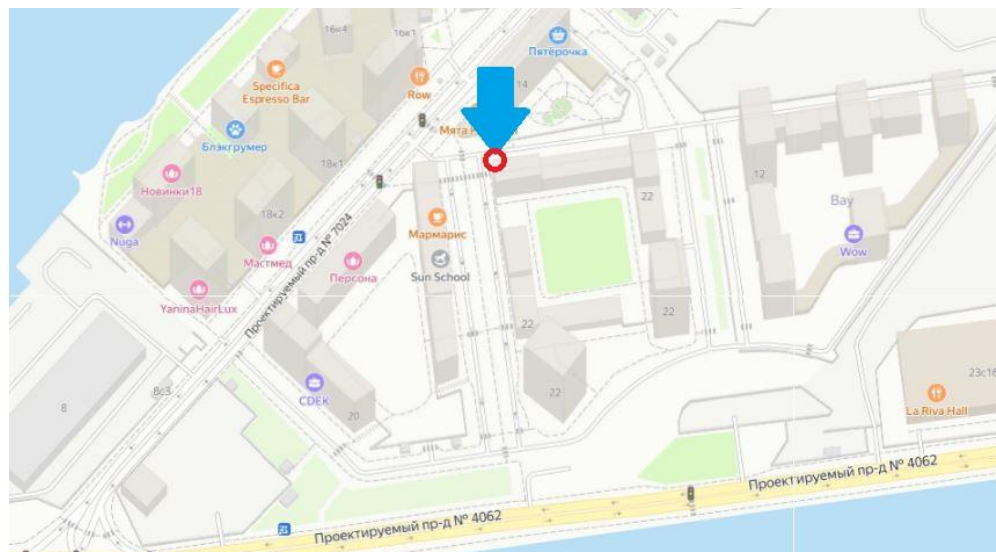 16к4
16к1
Пятёрочка
Specifica
Espresso Bar
Row
14
Блэкгрумер
Мята
18к1
Новинки18
12
22
18к2
Bay
Nuga
Мармарис
Wow
Мастмед
Персона
Sun School
Проектируемый пр-д № 7024
YaninaHairLux
22
22
8с3
CDEK
23с16
8
20
22
La Riva Hall
Проектируемый пр-д № 4062
Проектируемый пр-д № 4062